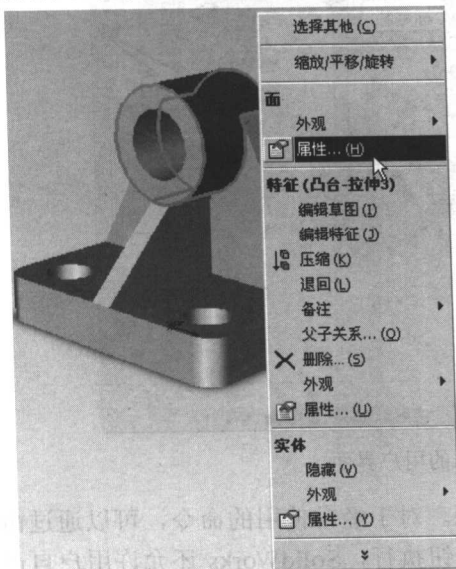 选择其他(C)
缩放/平移/旋转
面
外观
属性...(H)
特征(凸台-拉伸3)
编辑草图(I)
编辑特征(J)
压缩(K)
退回(L)
备注
父子关系...(O)
删除...(S)
外观
属性...(U)
实体
隐藏(V)
外观
属性...(Y)